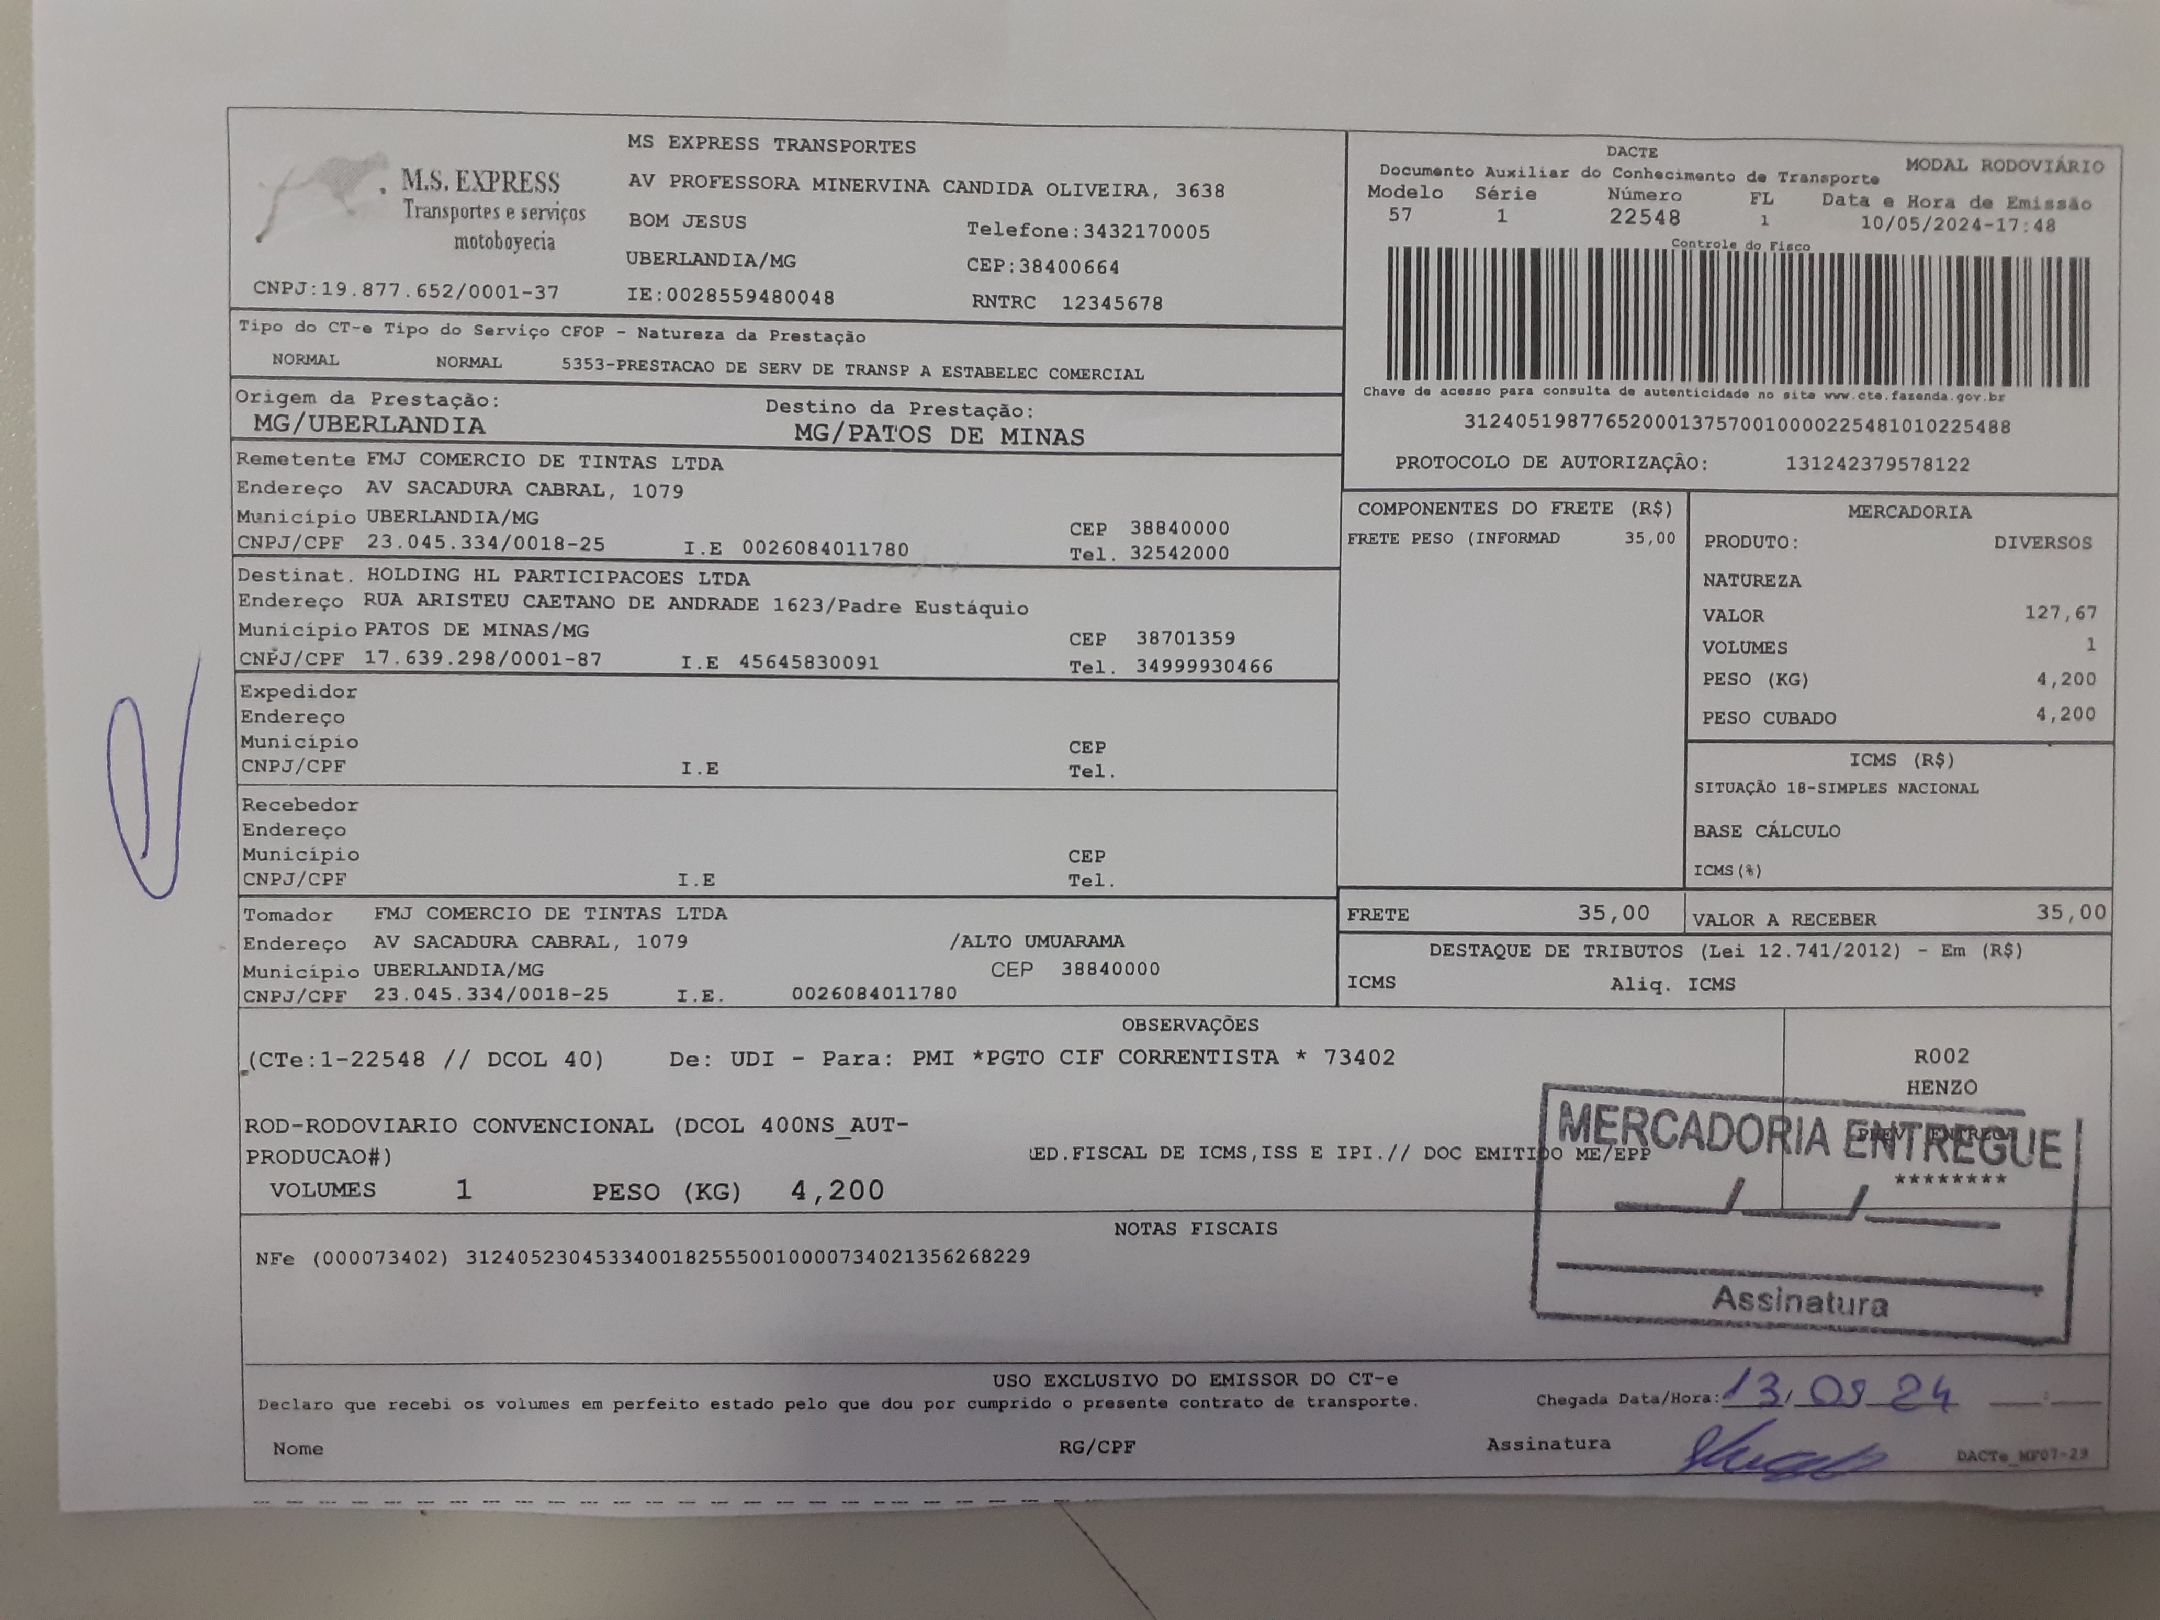 M.S. EXPRESS
Transportes e serviços
motoboyecia
CNPJ:19.877.652/0001-37
MS EXPRESS TRANSPORTES
AV PROFESSORA MINERVINA CANDIDA OLIVEIRA, 3638
BOM JESUS Telefone:3432170005
UBERLANDIA/MG CEP:38400664
IE:0028559480048 RNTRC 12345678
DACTE MODAL RODOVIÁRIO
Documento Auxiliar do Conhecimento de Transporte
Modelo Série Número FL Data e Hora de Emissão
57 1 22548 1 10/05/2024-17:48
Controle do Fisco
Chave de acesso para consulta de autenticidade no site www.cte.fazenda.gov.br
31240519877652000137570010000225481010225488
PROTOCOLO DE AUTORIZAÇÃO: 131242379578122
Tipo do CT-e Tipo do Serviço CFOP - Natureza da Prestação
NORMAL NORMAL 5353-PRESTACAO DE SERV DE TRANSP A ESTABELEC COMERCIAL
Origem da Prestação: Destino da Prestação:
MG/UBERLANDIA MG/PATOS DE MINAS
Remetente FMJ COMERCIO DE TINTAS LTDA
Endereço AV SACADURA CABRAL, 1079
Município UBERLANDIA/MG CEP 38840000
CNPJ/CPF 23.045.334/0018-25 I.E 0026084011780 Tel. 32542000
Destinat. HOLDING HL PARTICIPACOES LTDA
Endereço RUA ARISTEU CAETANO DE ANDRADE 1623/Padre Eustáquio
Município PATOS DE MINAS/MG CEP 38701359
CNPJ/CPF 17.639.298/0001-87 I.E 45645830091 Tel. 34999930466
Expedidor
Endereço
Município CEP
CNPJ/CPF I.E Tel.
Recebedor
Endereço
Município CEP
CNPJ/CPF I.E Tel.
Tomador FMJ COMERCIO DE TINTAS LTDA
Endereço AV SACADURA CABRAL, 1079 /ALTO UMUARAMA
Município UBERLANDIA/MG CEP 38840000
CNPJ/CPF 23.045.334/0018-25 I.E. 0026084011780
COMPONENTES DO FRETE (R$)
FRETE PESO (INFORMAD 35,00
MERCADORIA
PRODUTO: DIVERSOS
NATUREZA
VALOR 127,67
VOLUMES 1
PESO (KG) 4,200
PESO CUBADO 4,200
ICMS (R$)
SITUAÇÃO 18-SIMPLES NACIONAL
BASE CÁLCULO
ICMS(%)
FRETE 35,00 VALOR A RECEBER 35,00
DESTAQUE DE TRIBUTOS (Lei 12.741/2012) - Em (R$)
ICMS Aliq. ICMS
OBSERVAÇÕES
(CTe:1-22548 // DCOL 40) De: UDI - Para: PMI *PGTO CIF CORRENTISTA * 73402
ROD-RODOVIARIO CONVENCIONAL (DCOL 400NS_AUT-
PRODUCAO#) ED.FISCAL DE ICMS,ISS E IPI.// DOC EMITIDO ME/EPP
VOLUMES 1 PESO (KG) 4,200
R002
HENZO
********
MERCADORIA ENTREGUE
/ /
Assinatura
NOTAS FISCAIS
NFe (000073402) 31240523045334001825550010000734021356268229
USO EXCLUSIVO DO EMISSOR DO CT-e
Declaro que recebi os volumes em perfeito estado pelo que dou por cumprido o presente contrato de transporte.
Chegada Data/Hora: 13/ 24
Nome RG/CPF Assinatura
DACTe_MF07-29